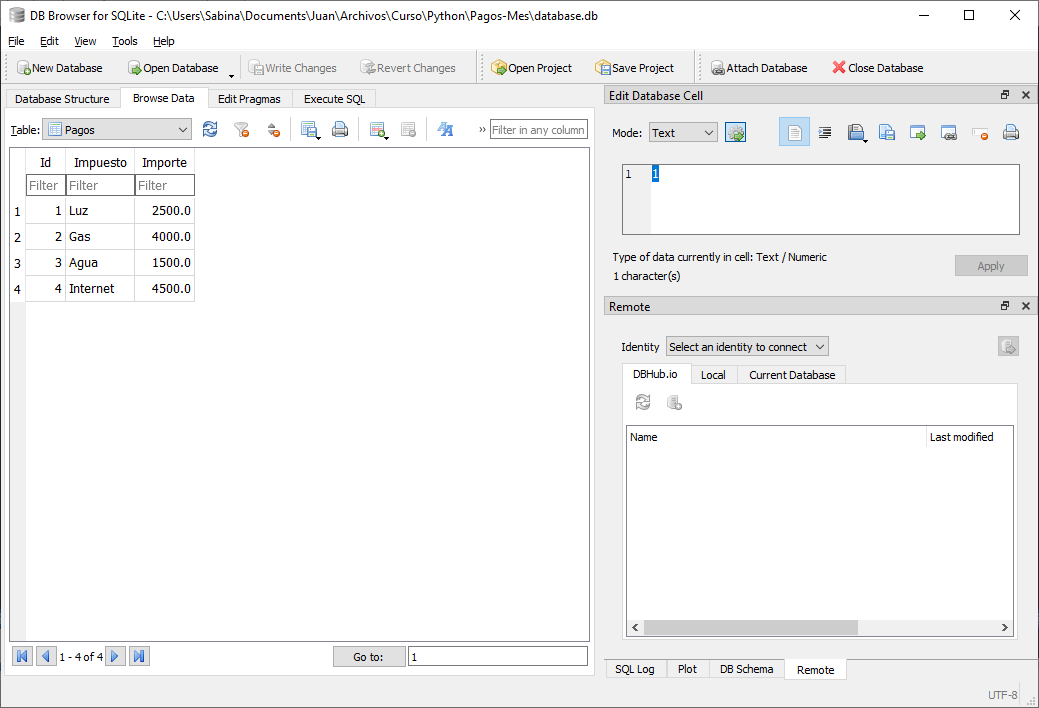 DB Browser for SQLite - C:\Users\Sabina\Documents\Juan\Archivos\Curso\Python\Pagos-Mes\database.db
File Edit View Tools Help
New Database Open Database Write Changes Revert Changes Open Project Save Project Attach Database Close Database
Database Structure Browse Data Edit Pragmas Execute SQL
Table: Pagos » Filter in any column
Id Impuesto Importe
Filter Filter Filter
1 1 Luz 2500.0
2 2 Gas 4000.0
3 3 Agua 1500.0
4 4 Internet 4500.0
1 - 4 of 4 Go to: 1
Edit Database Cell
Mode: Text
1 1
Type of data currently in cell: Text / Numeric
1 character(s)
Apply
Remote
Identity Select an identity to connect
DBHub.io Local Current Database
Name Last modified
SQL Log Plot DB Schema Remote
UTF-8